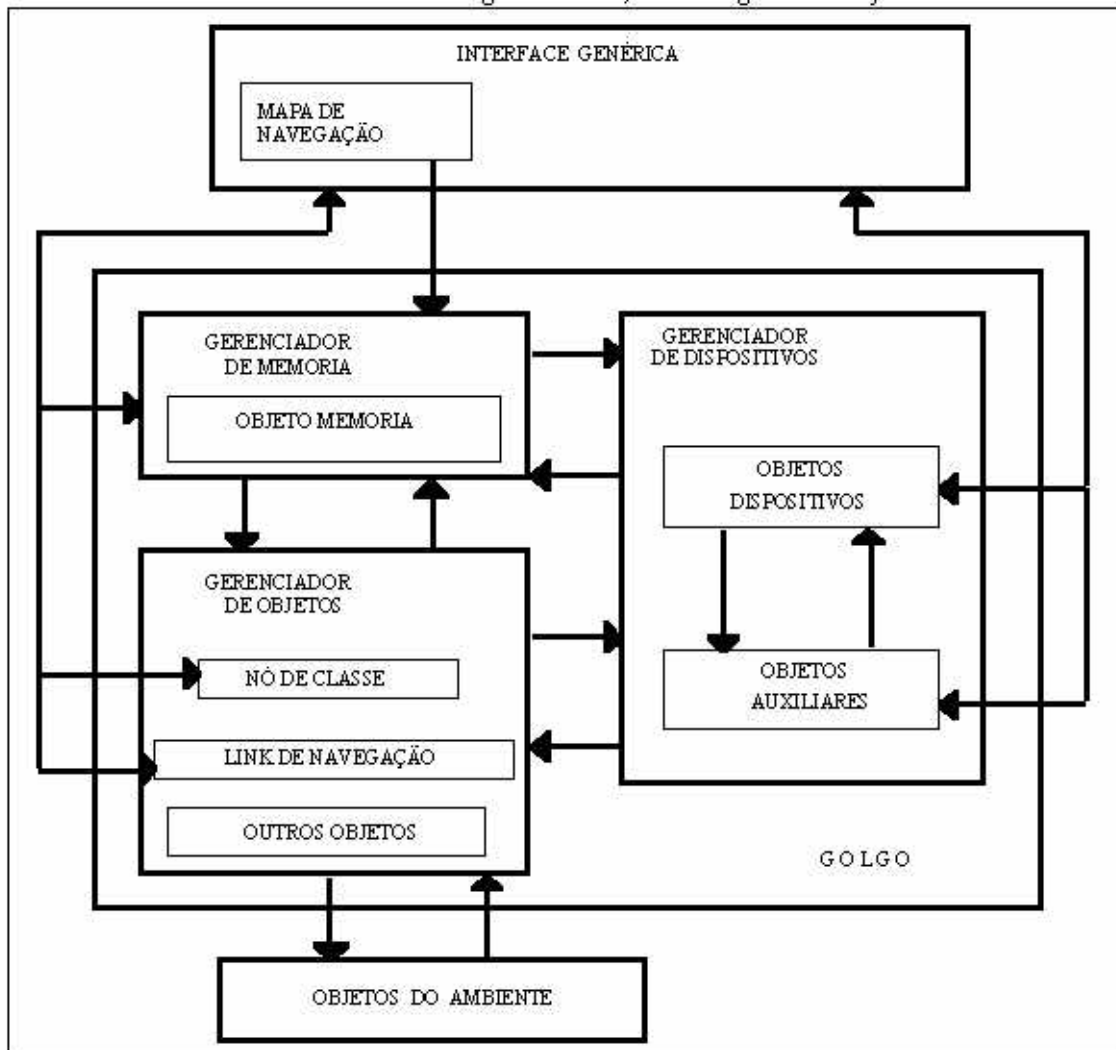 INTERFACE GENÉRICA
MAPA DE
NAVEGAÇÃO
GERENCIADOR
DE MEMORIA
OBJETO MEMORIA
GERENCIADOR
DE DISPOSITIVOS
OBJETOS
DISPOSITIVOS
OBJETOS
AUXILIARES
GERENCIADOR
DE OBJETOS
NÓ DE CLASSE
LINK DE NAVEGAÇÃO
OUTROS OBJETOS
GOLGO
OBJETOS DO AMBIENTE